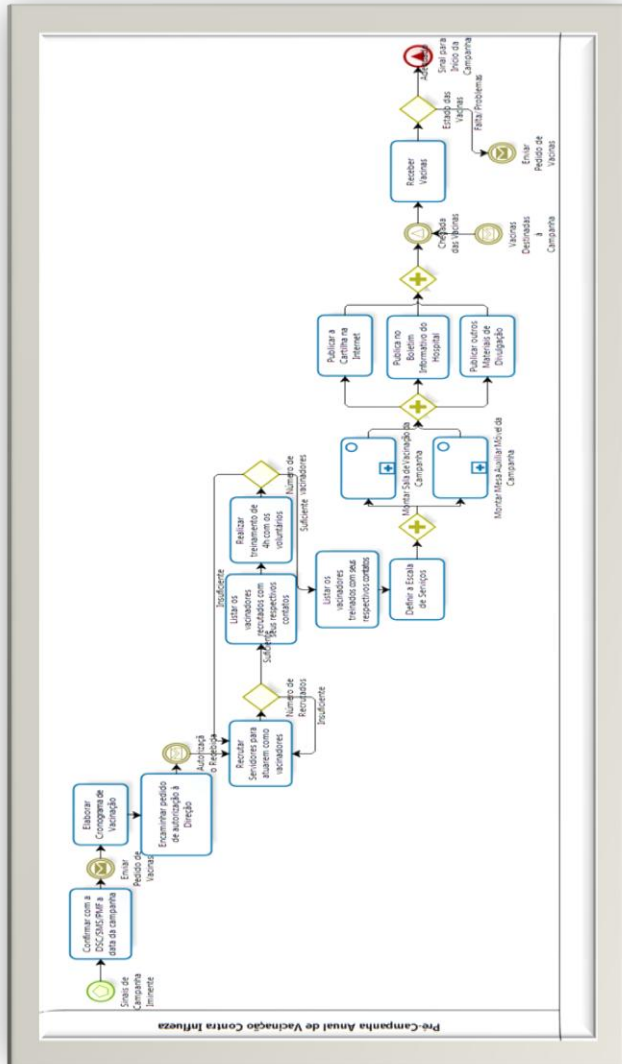 Pré-Campanha Anual de Vacinação Contra Influeza
Sinais de
Campanha
Iminente
Confirmar com a
DSC/SMS/PMF a
data da campanha
Enviar
Pedido de
Vacinas
Elaborar
Cronograma de
Vacinação
Encaminhar pedido
de autorização à
Direção
Autorizaçã
o Recebida
Recrutar
Servidores para
atuarem como
vacinadores
Número de
Recrutados
Insuficiente
Suficiente
Listar os
vacinadores
recrutados com
seus respectivos
contatos
Realizar
treinamento de
4h com os
voluntários
Insuficiente
Número de
vacinadores
Suficiente
Listar os
vacinadores
treinados com seus
respectivos contatos
Definir a Escala
de Serviços
Montar Sala de Vacinação da
Campanha
Montar Mesa Auxiliar Móvel da
Campanha
Publicar a
Cartilha na
Internet
Publica no
Boletim
Informativo do
Hospital
Publicar outros
Materiais de
Divulgação
Chegada
das Vacinas
Vacinas
Destinadas
à
Campanha
Receber
Vacinas
Estado das
Vacinas
Falta/ Problemas
Enviar
Pedido de
Vacinas
Sinal para
Início da
Campanha